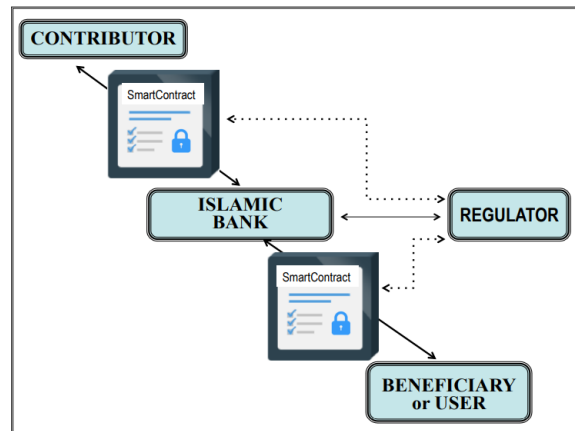 CONTRIBUTOR
SmartContract
ISLAMIC
BANK
REGULATOR
SmartContract
BENEFICIARY
or USER